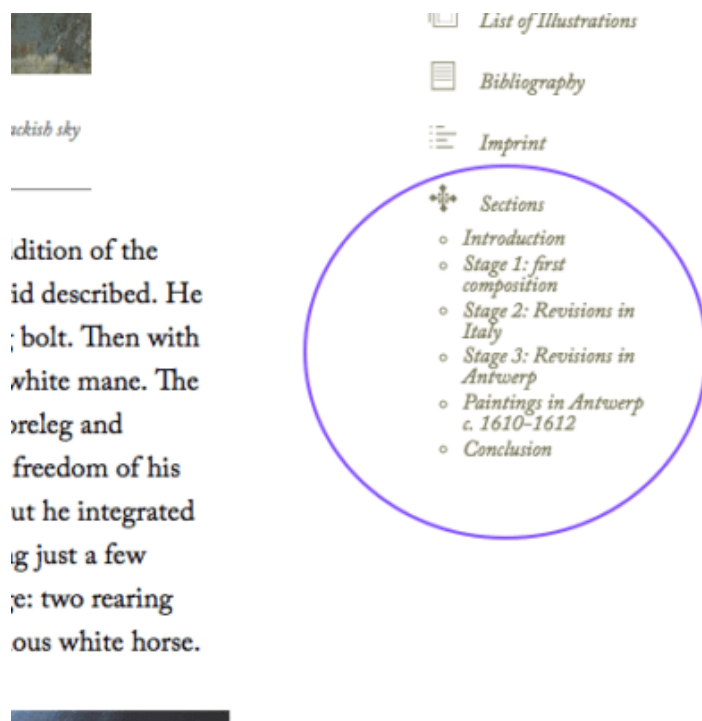 ackish sky
dition of the
id described. He
bolt. Then with
white mane. The
oreleg and
freedom of his
ut he integrated
g just a few
e: two rearing
ous white horse.
List of Illustrations
Bibliography
Imprint
Sections
Introduction
Stage 1: first
composition
Stage 2: Revisions in
Italy
Stage 3: Revisions in
Antwerp
Paintings in Antwerp
c. 1610–1612
Conclusion